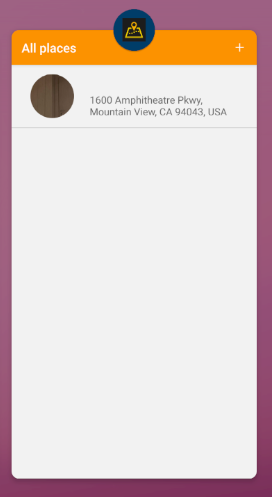 All places +
1600 Amphitheatre Pkwy,
Mountain View, CA 94043, USA